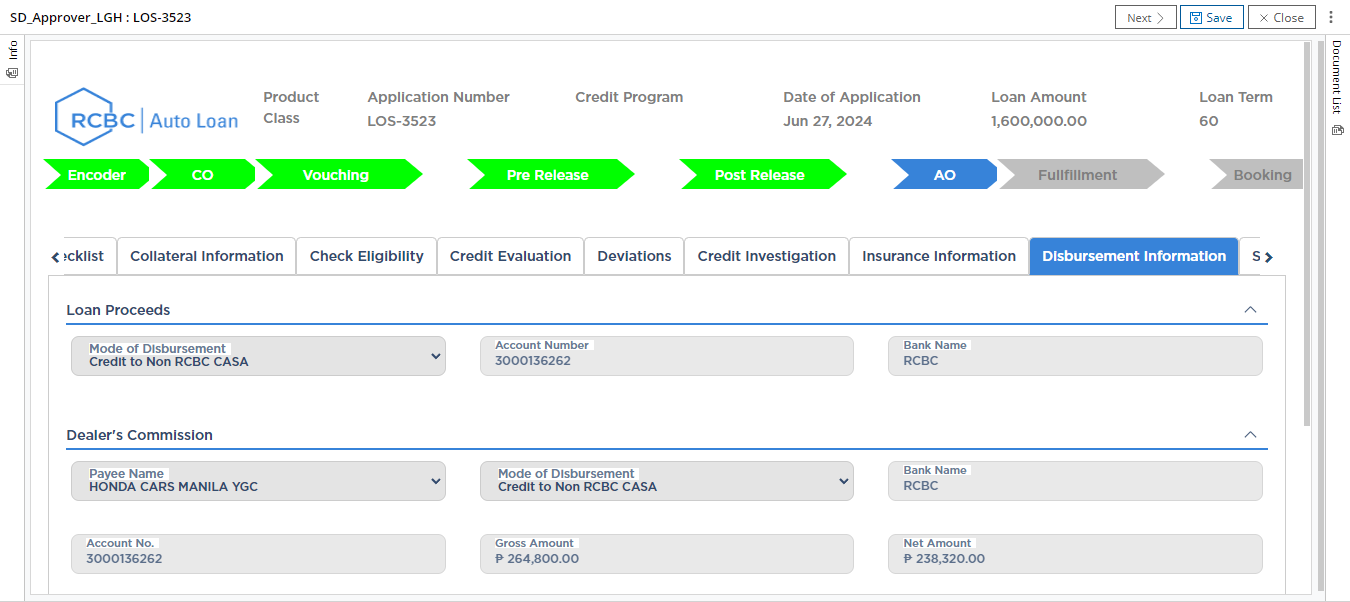 SD_Approver_LGH : LOS-3523
Next
Save
Close
Info
Document List
RCBC Auto Loan
Product Class
Application Number
LOS-3523
Credit Program
Date of Application
Jun 27, 2024
Loan Amount
1,600,000.00
Loan Term
60
Encoder
CO
Vouching
Pre Release
Post Release
AO
Fullfillment
Booking
ecklist
Collateral Information
Check Eligibility
Credit Evaluation
Deviations
Credit Investigation
Insurance Information
Disbursement Information
S
Loan Proceeds
Mode of Disbursement
Credit to Non RCBC CASA
Account Number
3000136262
Bank Name
RCBC
Dealer's Commission
Payee Name
HONDA CARS MANILA YGC
Mode of Disbursement
Credit to Non RCBC CASA
Bank Name
RCBC
Account No.
3000136262
Gross Amount
₱ 264,800.00
Net Amount
₱ 238,320.00